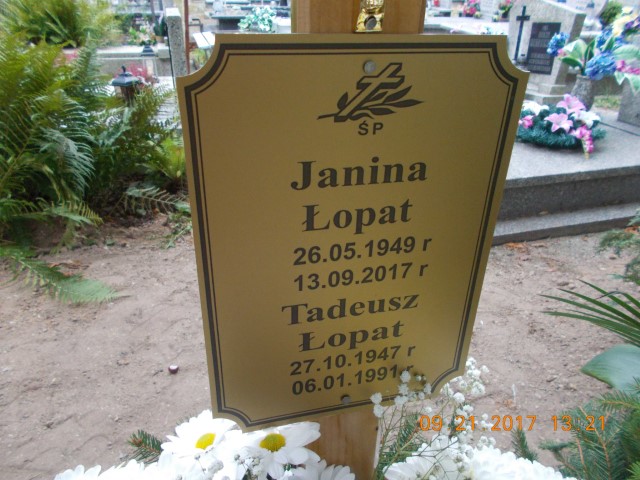 ŚP
Janina
Łopat
26.05.1949 r
13.09.2017 r
Tadeusz
Łopat
27.10.1947 r
06.01.1991 r
09.21.2017 13:21